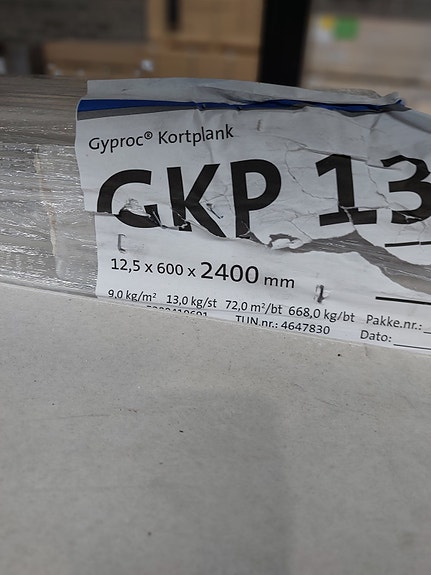 Gyproc® Kortplank
GKP 13
12,5 x 600 x 2400 mm
9,0 kg/m² 13,0 kg/st 72,0 m²/bt 668,0 kg/bt Pakke.nr.:
TUN.nr.: 4647830
Dato: